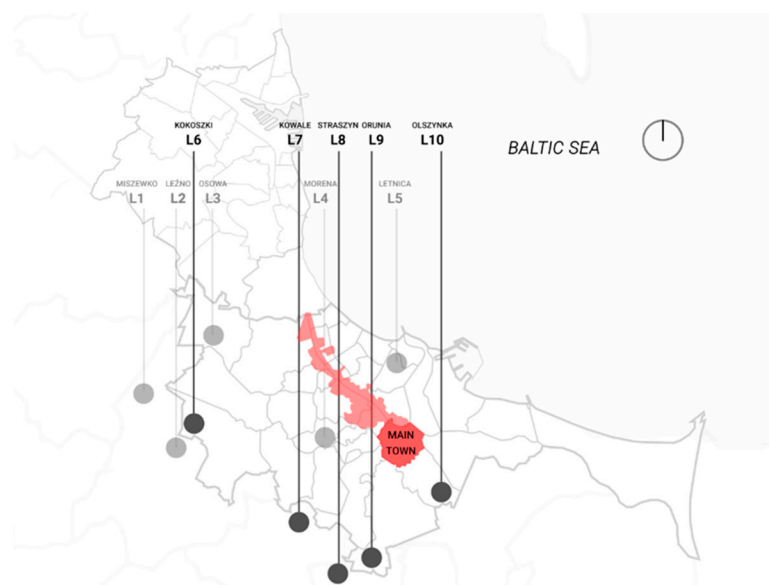 KOKOSZKI
L6
KOWALE
L7
STRASZYN
L8
ORUNIA
L9
OLSZYNKA
L10
BALTIC SEA
MISZEWKO
L1
LEŹNO
L2
OSOWA
L3
MORENA
L4
LETNICA
L5
MAIN
TOWN